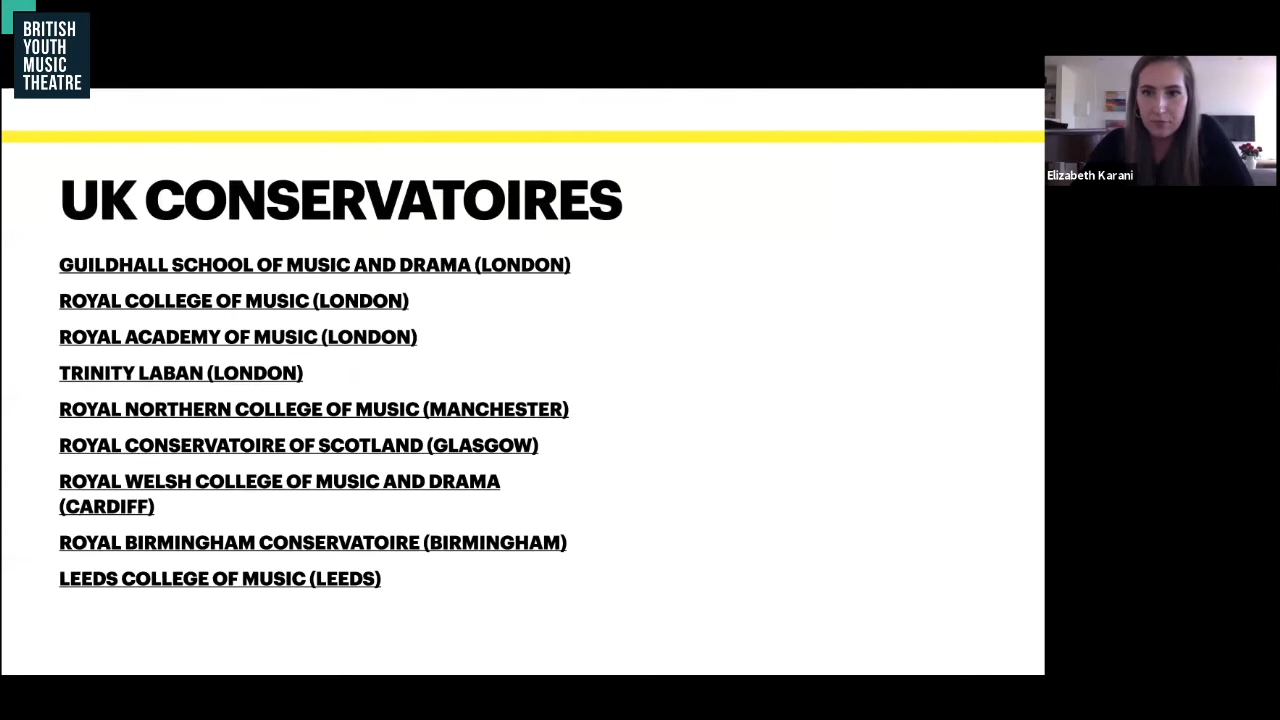 BRITISH
YOUTH
MUSIC
THEATRE
Elizabeth Karani
UK CONSERVATOIRES
GUILDHALL SCHOOL OF MUSIC AND DRAMA (LONDON)
ROYAL COLLEGE OF MUSIC (LONDON)
ROYAL ACADEMY OF MUSIC (LONDON)
TRINITY LABAN (LONDON)
ROYAL NORTHERN COLLEGE OF MUSIC (MANCHESTER)
ROYAL CONSERVATOIRE OF SCOTLAND (GLASGOW)
ROYAL WELSH COLLEGE OF MUSIC AND DRAMA
(CARDIFF)
ROYAL BIRMINGHAM CONSERVATOIRE (BIRMINGHAM)
LEEDS COLLEGE OF MUSIC (LEEDS)